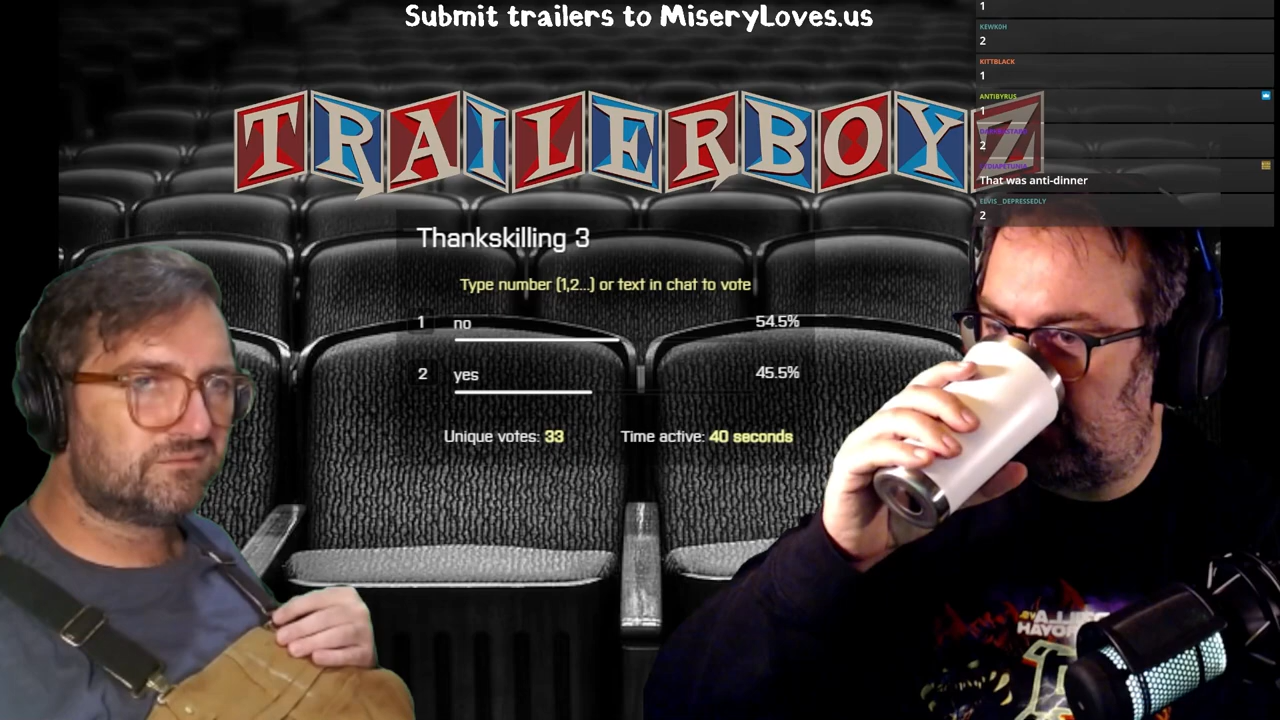 Submit trailers to MiseryLoves.us
TRAILERBOYZ
Thankskilling 3
Type number (1,2...) or text in chat to vote
1 no 54.5%
2 yes 45.5%
Unique votes: 33 Time active: 40 seconds
1
KEWK0H
2
KITTBLACK
1
ANTIBYRUS
1
2
That was anti-dinner
ELVIS_DEPRESSEDLY
2